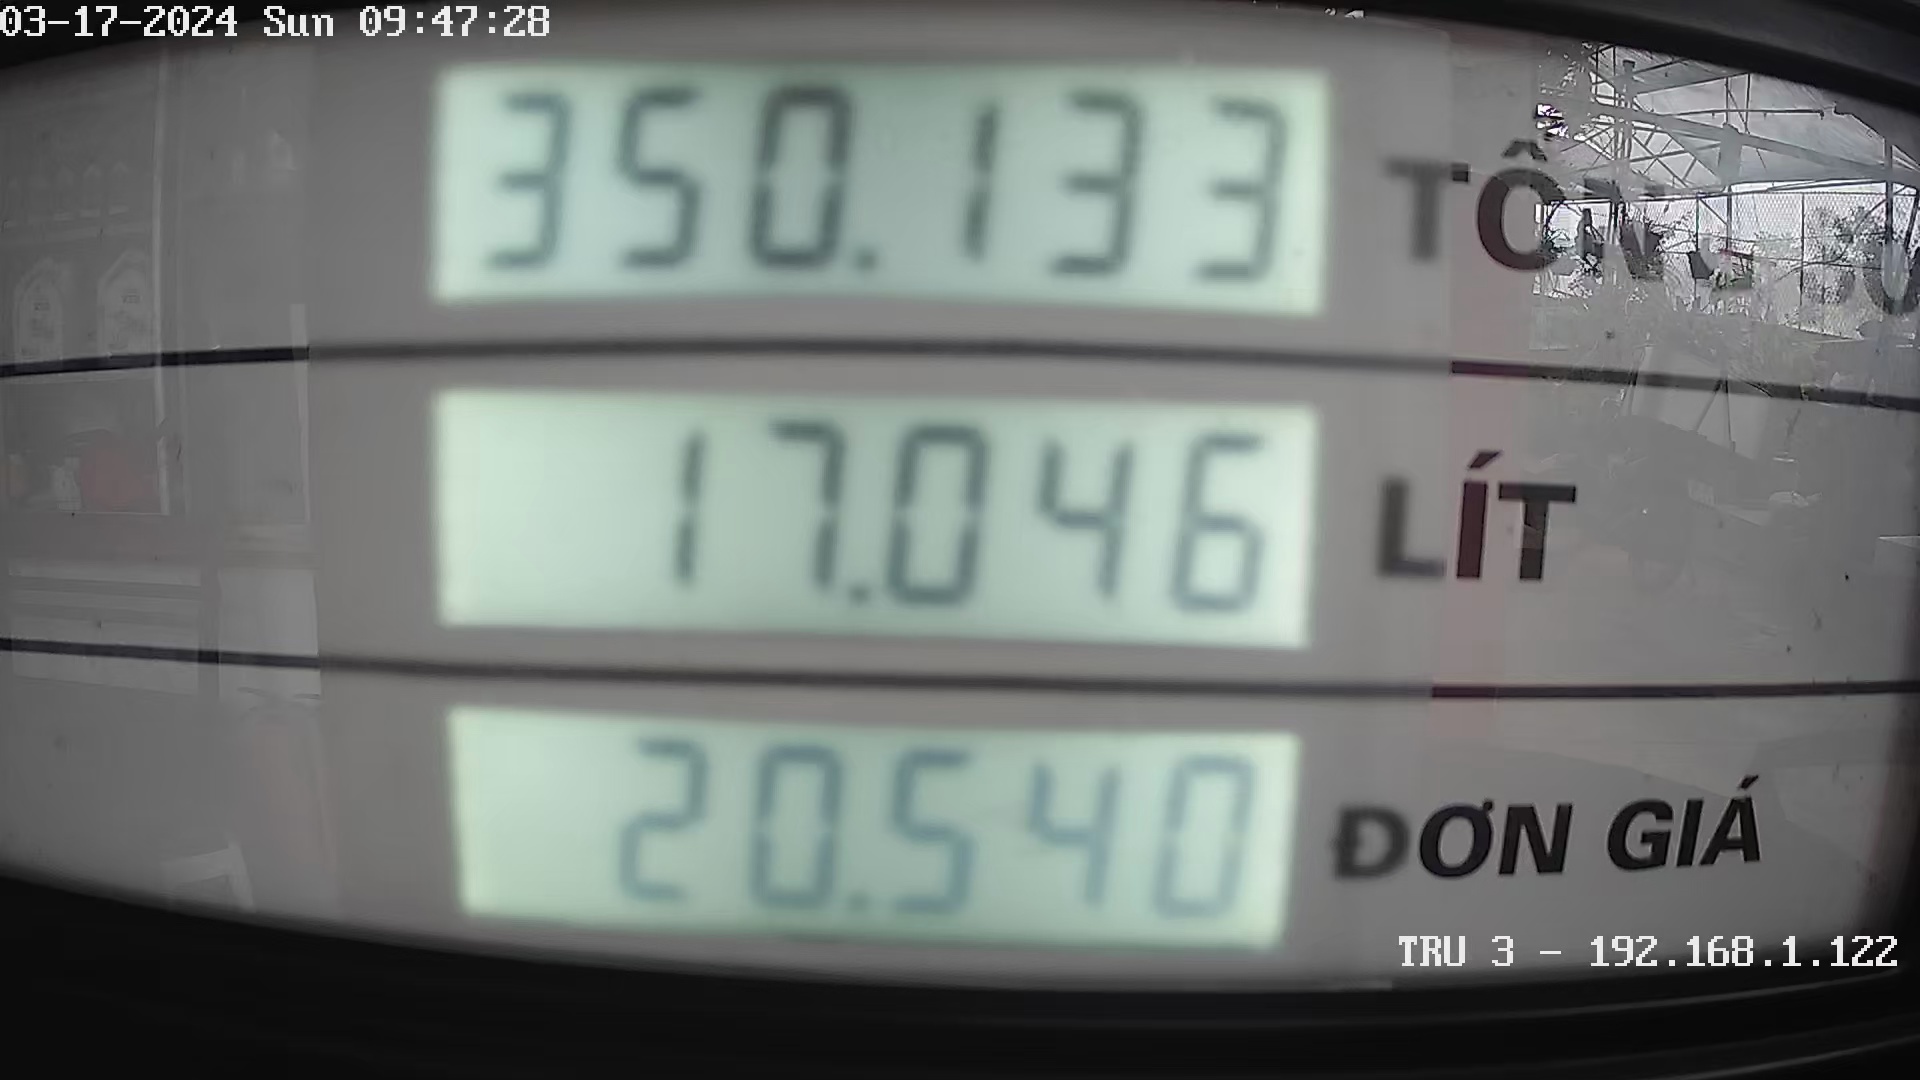 03-17-2024 Sun 09:47:28
350.133
17.046
LÍT
20.540
ĐƠN GIÁ
TRU 3 - 192.168.1.122